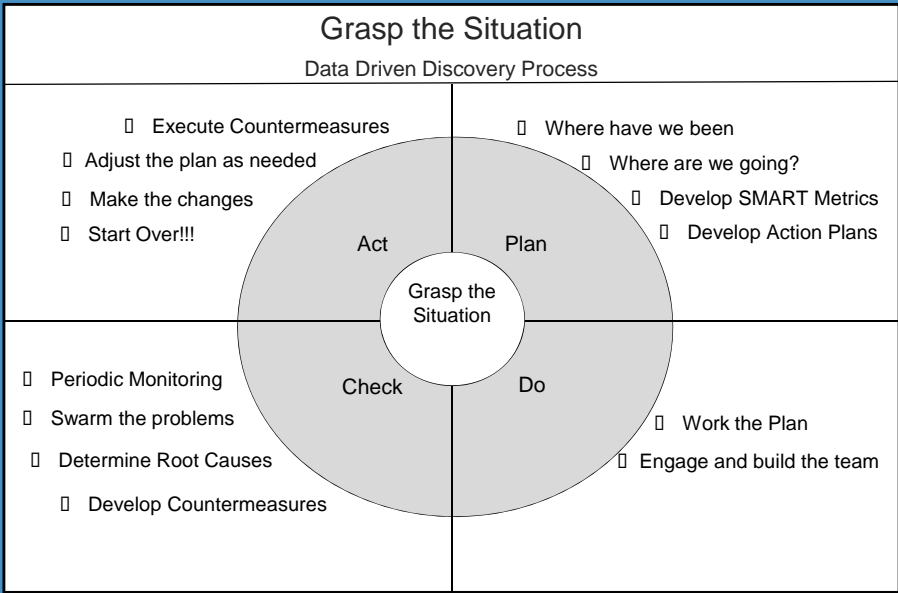 Grasp the Situation
Data Driven Discovery Process
Execute Countermeasures
Adjust the plan as needed
Make the changes
Start Over!!!
Act
Where have we been
Where are we going?
Develop SMART Metrics
Develop Action Plans
Plan
Grasp the
Situation
Periodic Monitoring
Swarm the problems
Determine Root Causes
Develop Countermeasures
Check
Do
Work the Plan
Engage and build the team